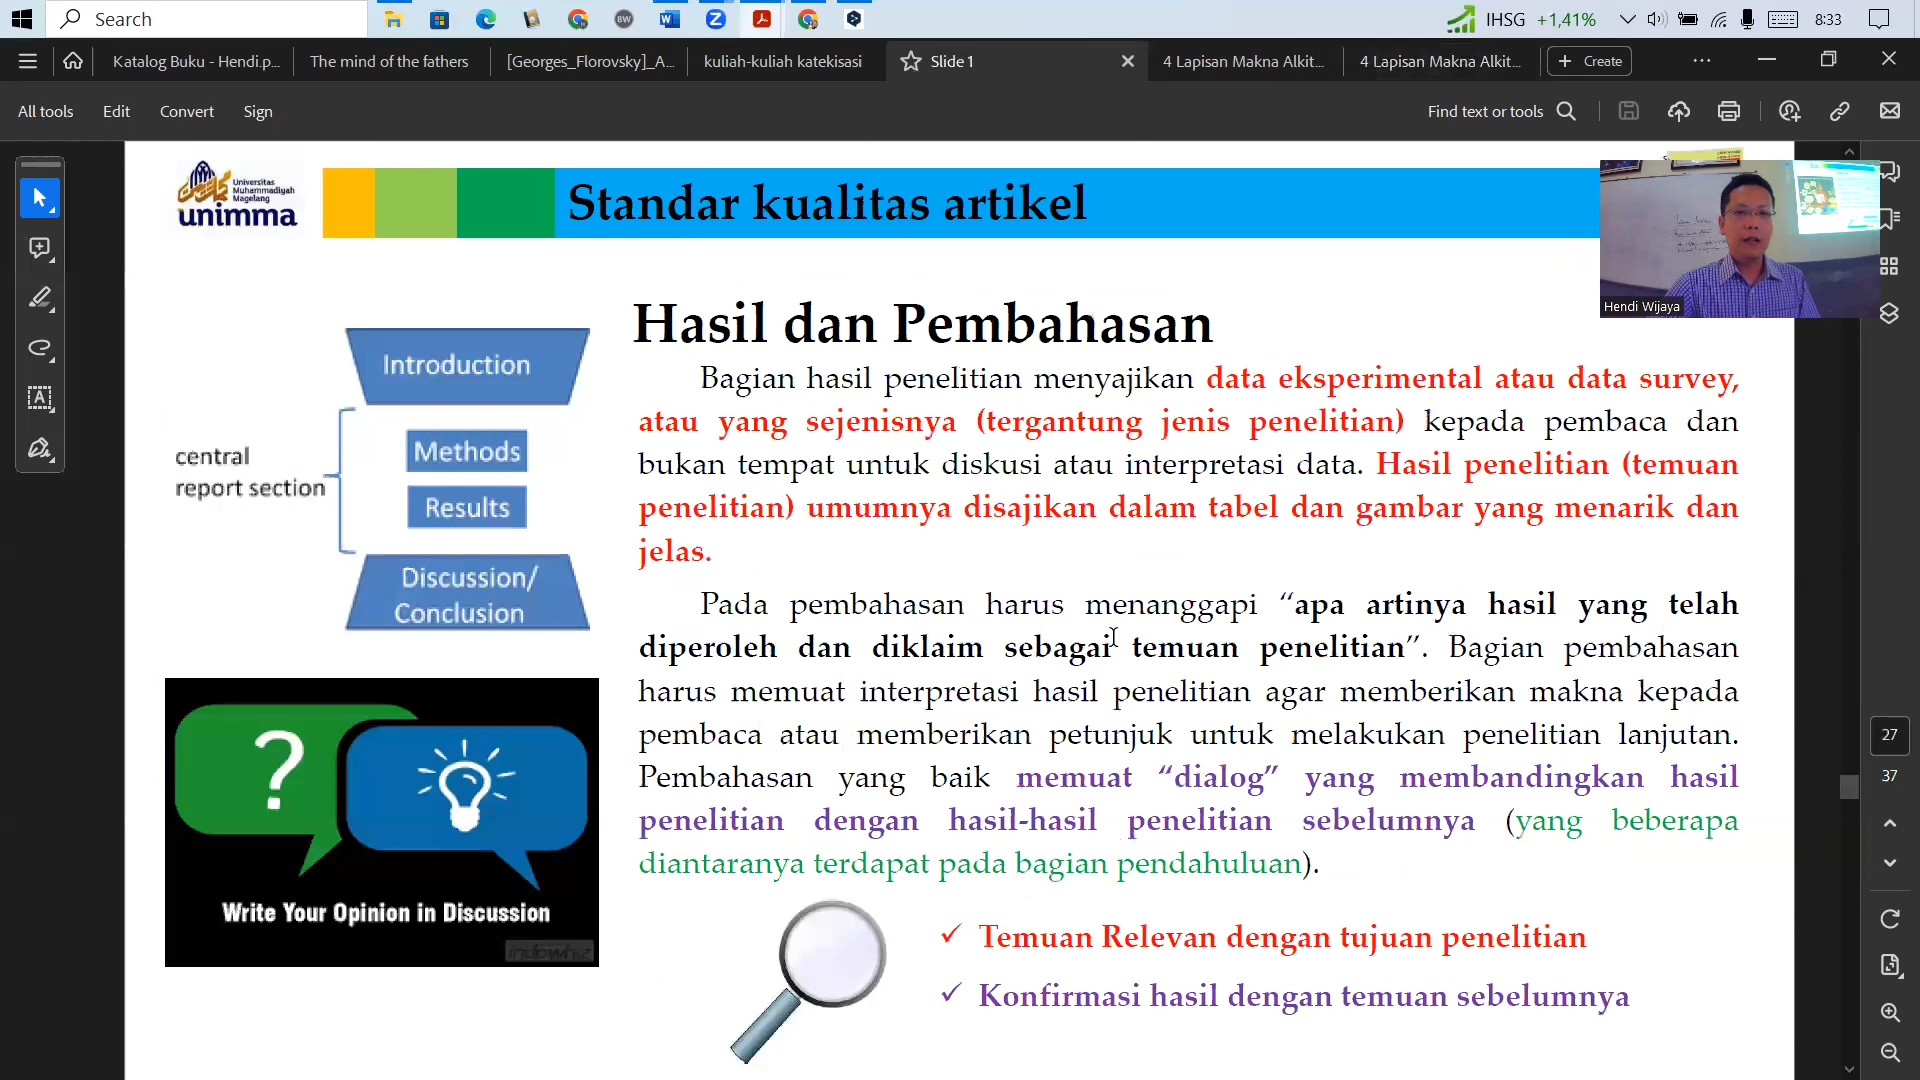 Search
IHSG +1,41%
8:33
Katalog Buku - Hendi.p...
The mind of the fathers
[Georges_Florovsky]_A...
kuliah-kuliah katekisasi
Slide 1
4 Lapisan Makna Alkit...
4 Lapisan Makna Alkit...
+ Create
All tools
Edit
Convert
Sign
Find text or tools
Universitas
Muhammadiyah
Magelang
unimma
Standar kualitas artikel
Hendi Wijaya
Introduction
Methods
central
report section
Results
Discussion/
Conclusion
Hasil dan Pembahasan
Bagian hasil penelitian menyajikan data eksperimental atau data survey,
atau yang sejenisnya (tergantung jenis penelitian) kepada pembaca dan
bukan tempat untuk diskusi atau interpretasi data. Hasil penelitian (temuan
penelitian) umumnya disajikan dalam tabel dan gambar yang menarik dan
jelas.
Pada pembahasan harus menanggapi “apa artinya hasil yang telah
diperoleh dan diklaim sebagai temuan penelitian”. Bagian pembahasan
harus memuat interpretasi hasil penelitian agar memberikan makna kepada
pembaca atau memberikan petunjuk untuk melakukan penelitian lanjutan.
Pembahasan yang baik memuat “dialog” yang membandingkan hasil
penelitian dengan hasil-hasil penelitian sebelumnya (yang beberapa
diantaranya terdapat pada bagian pendahuluan).
?
Write Your Opinion in Discussion
indowhiz
✓ Temuan Relevan dengan tujuan penelitian
✓ Konfirmasi hasil dengan temuan sebelumnya
27
37